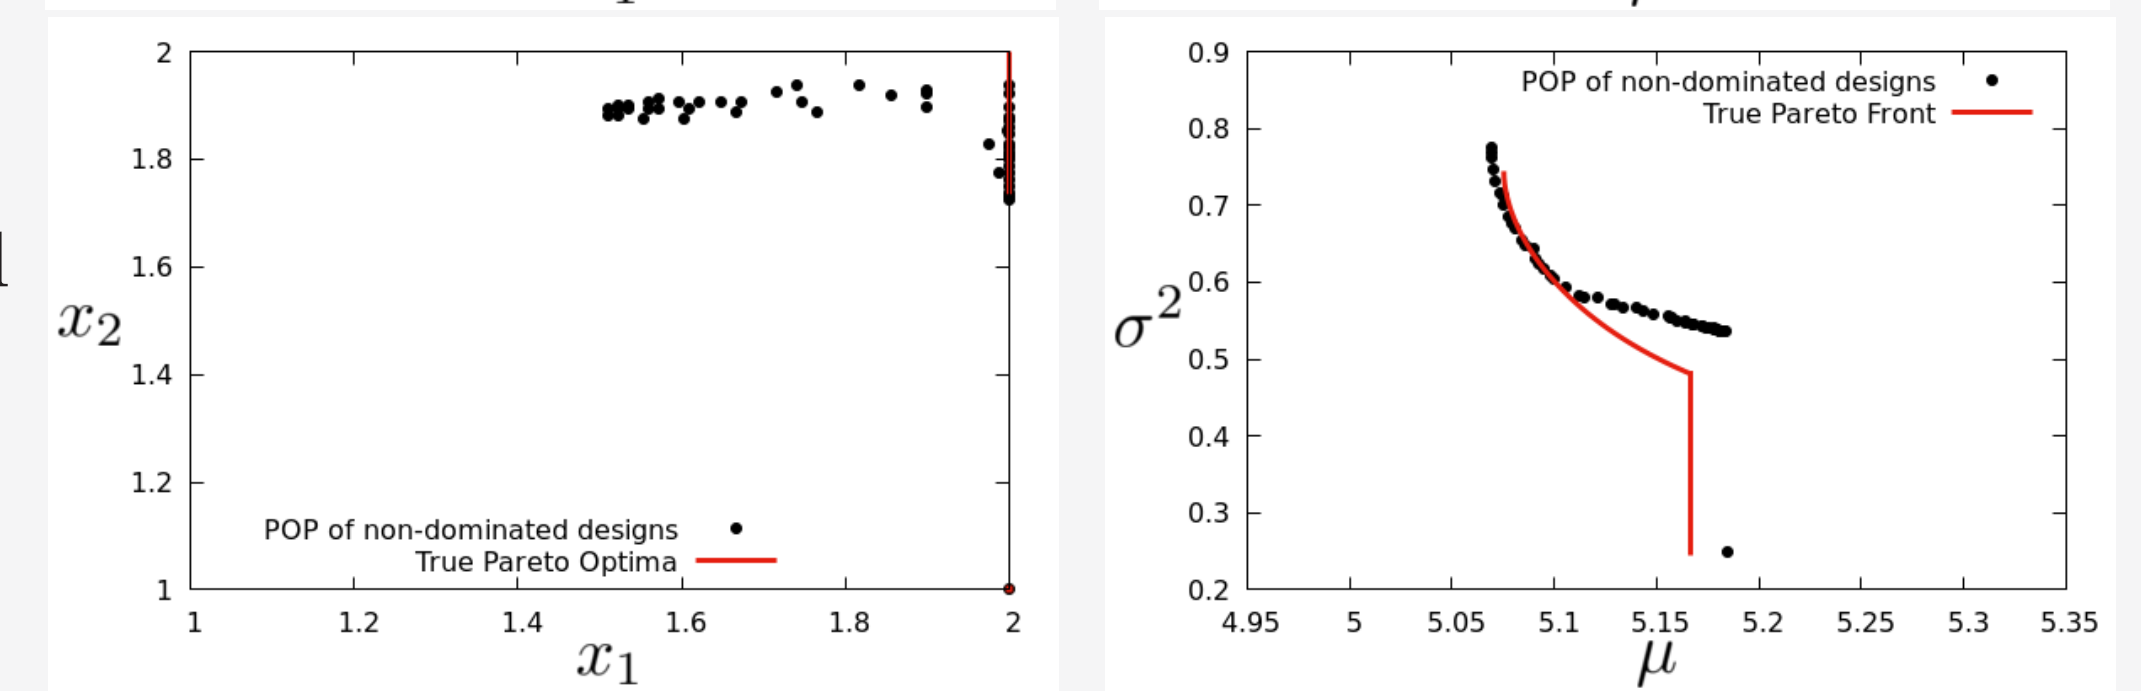 2
1.8
1.6
x₂
1.4
1.2
1
POP of non-dominated designs
True Pareto Optima
1 1.2 1.4 1.6 1.8 2
x₁
0.9
0.8
0.7
0.6
σ²
0.5
0.4
0.3
0.2
POP of non-dominated designs
True Pareto Front
4.95 5 5.05 5.1 5.15 5.2 5.25 5.3 5.35
μ